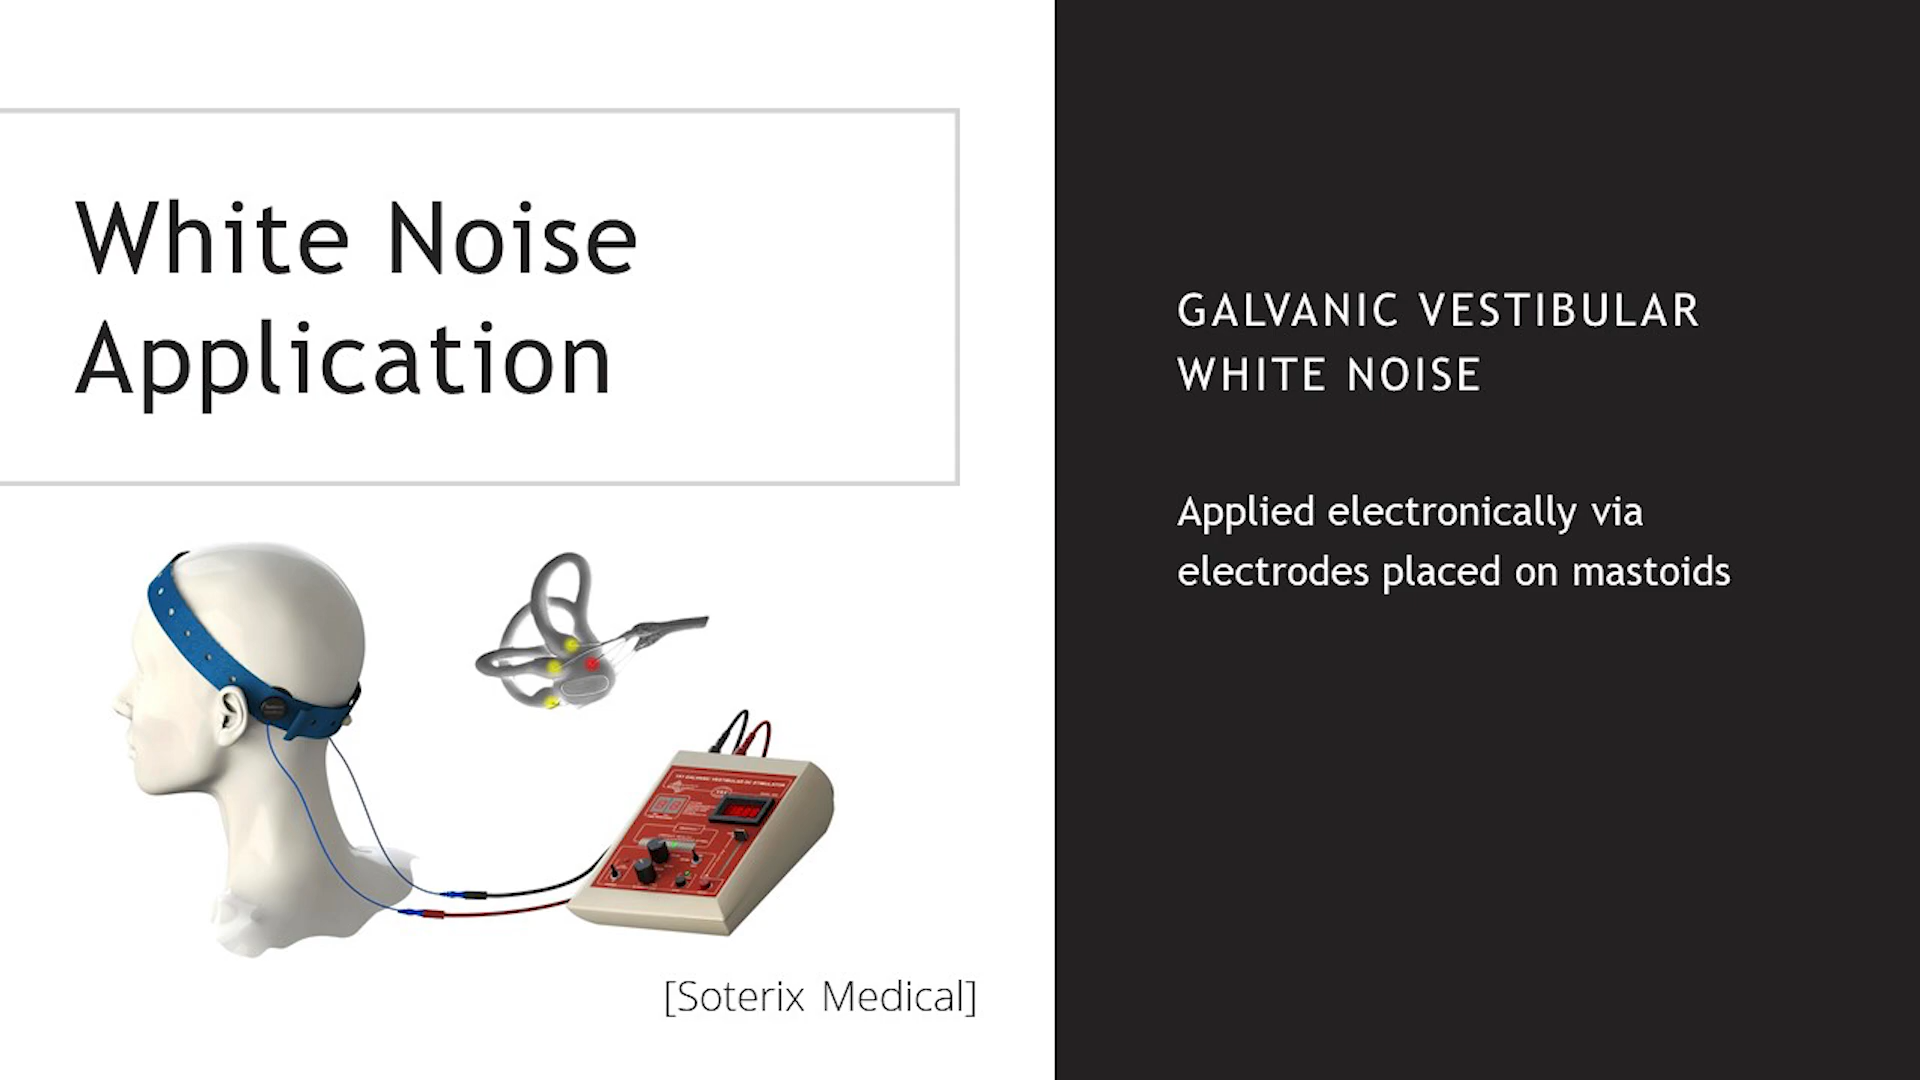 White Noise
Application
GALVANIC VESTIBULAR
WHITE NOISE
Applied electronically via
electrodes placed on mastoids
[Soterix Medical]